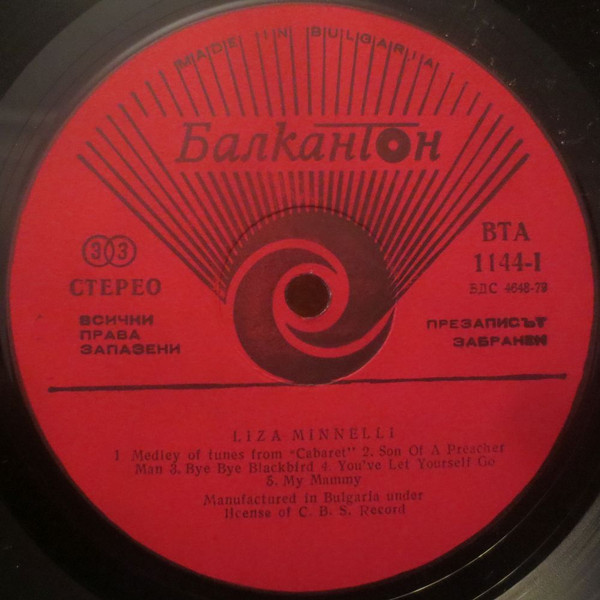 MADE IN BULGARIA
Балкантон
33
СТЕРЕО
ВСИЧНИ
ПРАВА
ЗАПАЗЕНИ
ВТА
1144-I
БДС 4648-79
ПРЕЗАПИСЪТ
ЗАБРАНЕН
LIZA MINNELLI
1 Medley of tunes from "Cabaret" 2. Son Of A Preacher
Man 3. Bye Bye Blackbird 4. You've Let Yourself Go
5. My Mammy
Manufactured in Bulgaria under
license of C. B. S. Record